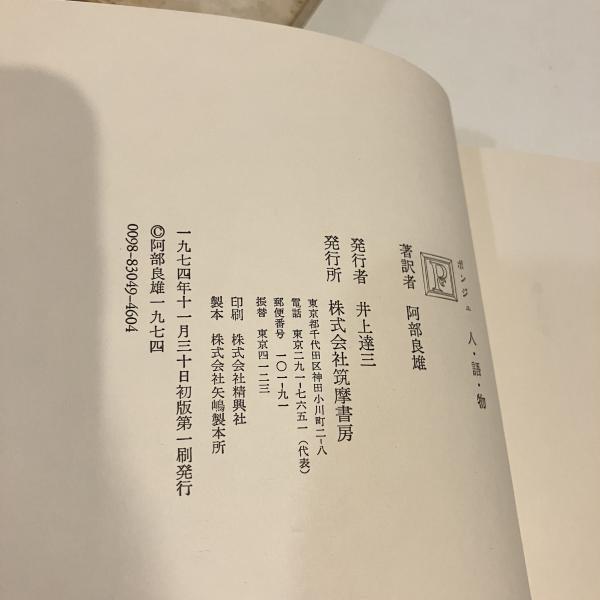 ポンジュ 人・語・物
P
著訳者 阿部良雄
発行者 井上達三
発行所 株式会社筑摩書房
東京都千代田区神田小川町二-八
電話 東京二九一-七六五一(代表)
郵便番号 一〇一-九一
振替 東京四一二三
印刷 株式会社精興社
製本 株式会社矢嶋製本所
一九七四年十一月三十日初版第一刷発行
©阿部良雄一九七四
0098-83049-4604